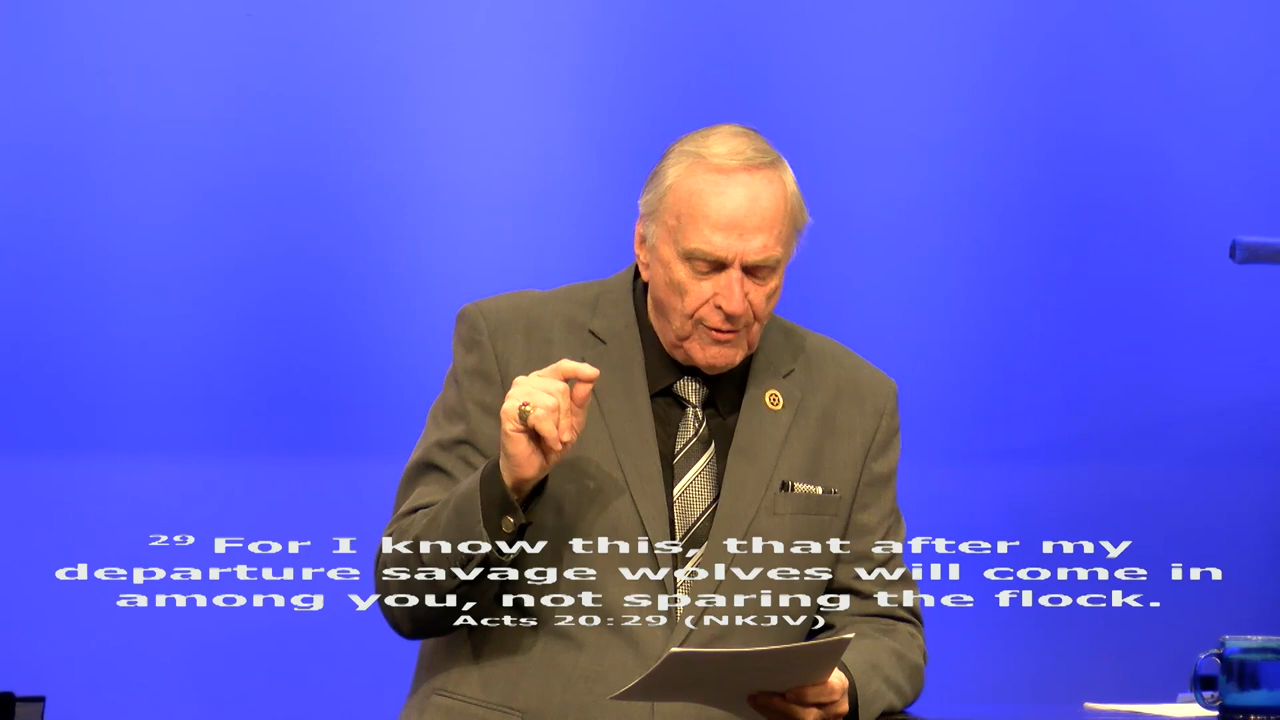 29 For I know this, that after my
departure savage wolves will come in
among you, not sparing the flock.
Acts 20:29 (NKJV)